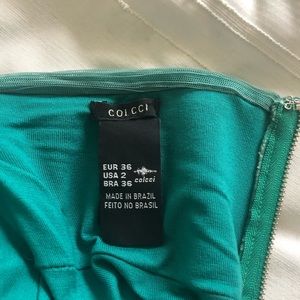 COLCCI
EUR 36
USA 2
BRA 36
colcci
MADE IN BRAZIL
FEITO NO BRASIL